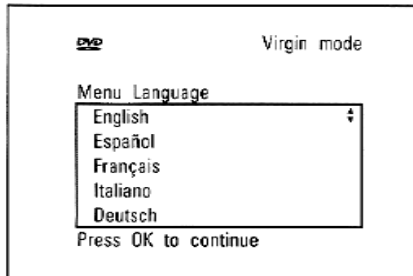 DVD Virgin mode
Menu Language
English
Español
Français
Italiano
Deutsch
Press OK to continue